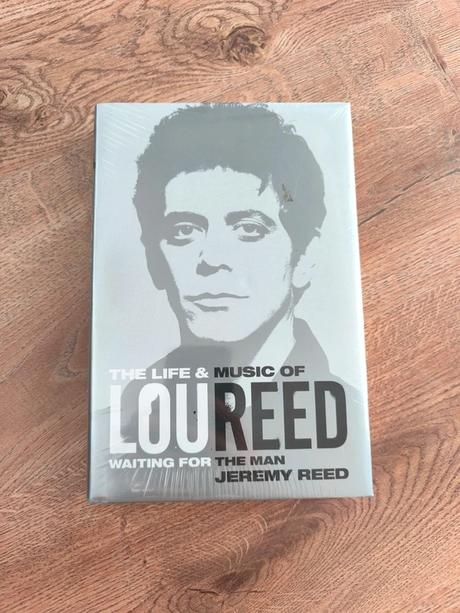 THE LIFE & MUSIC OF
LOUREED
WAITING FOR THE MAN
JEREMY REED